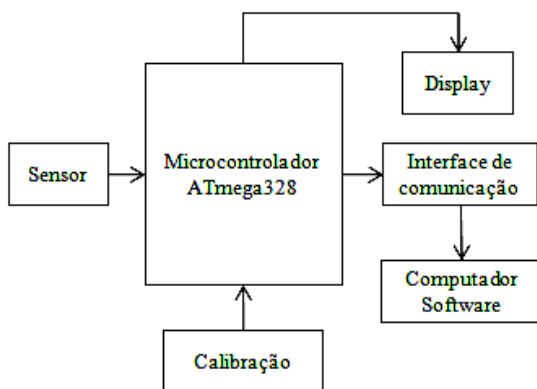 Display
Sensor
Microcontrolador
ATmega328
Interface de
comunicação
Computador
Software
Calibração